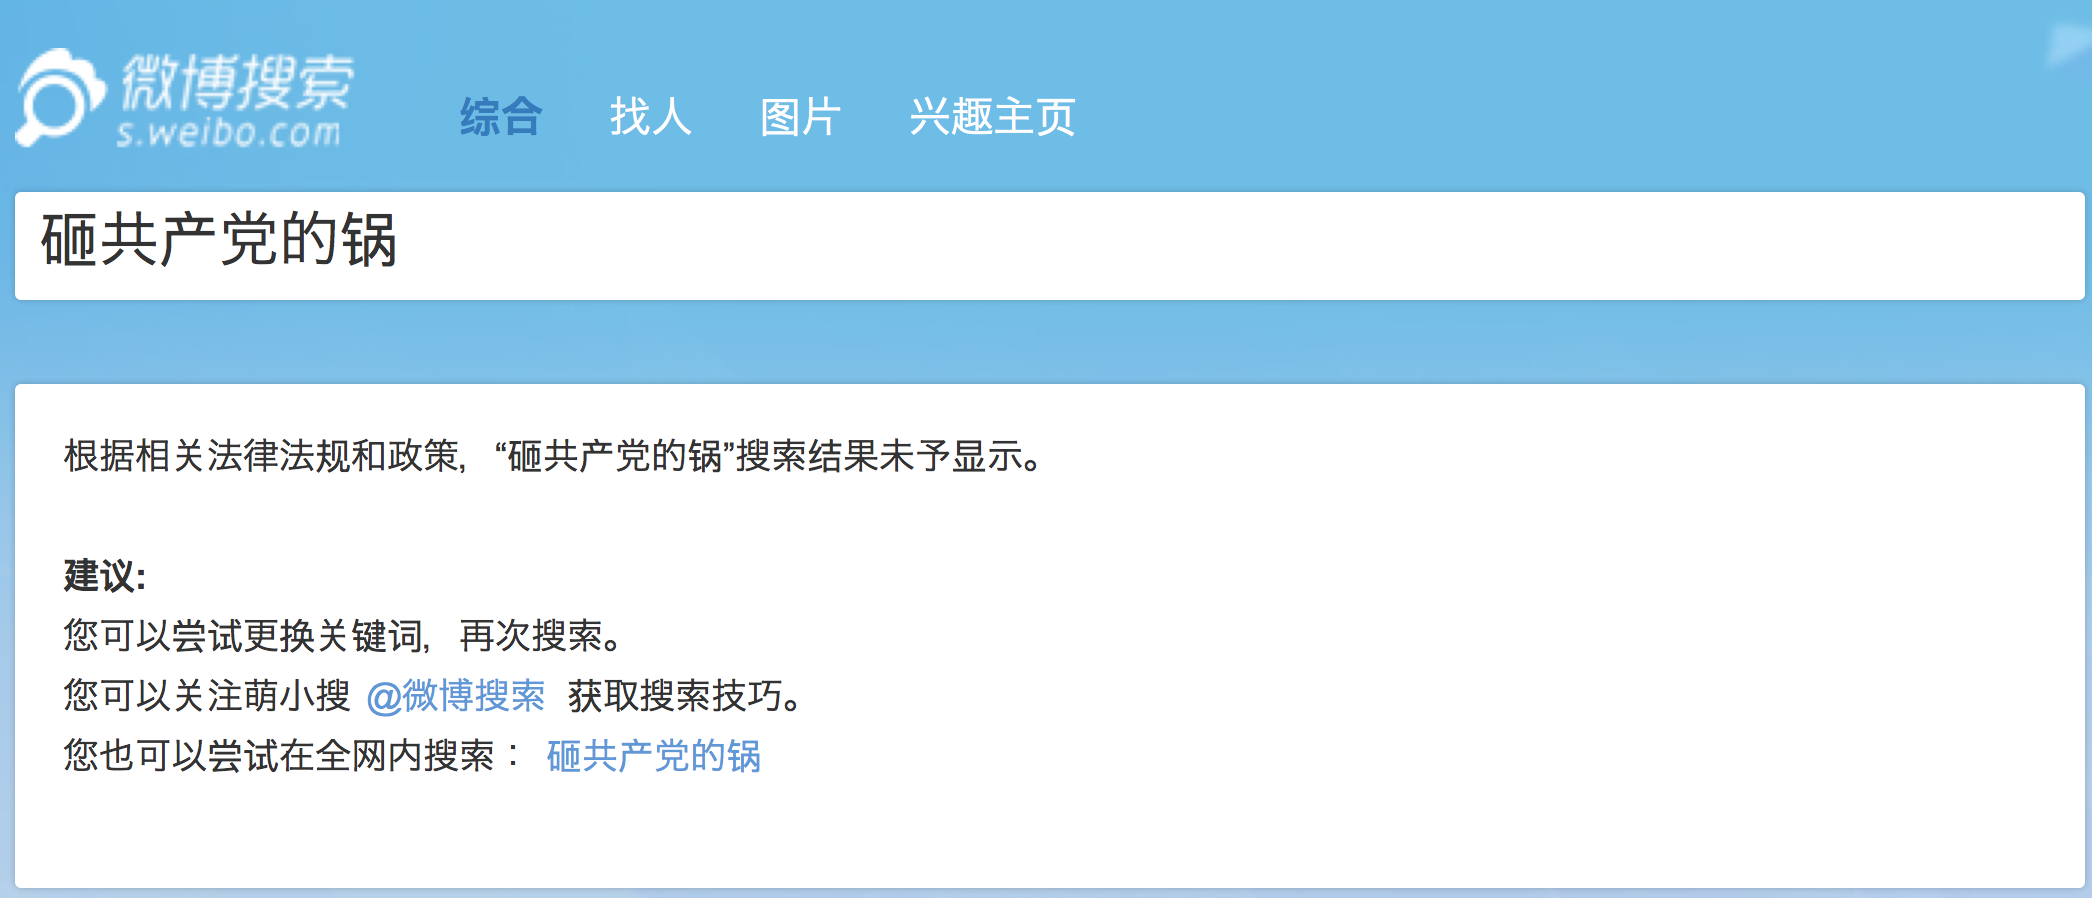 微博搜索
s.weibo.com
综合 找人 图片 兴趣主页
砸共产党的锅
根据相关法律法规和政策，“砸共产党的锅”搜索结果未予显示。
建议:
您可以尝试更换关键词，再次搜索。
您可以关注萌小搜 @微博搜索 获取搜索技巧。
您也可以尝试在全网内搜索： 砸共产党的锅